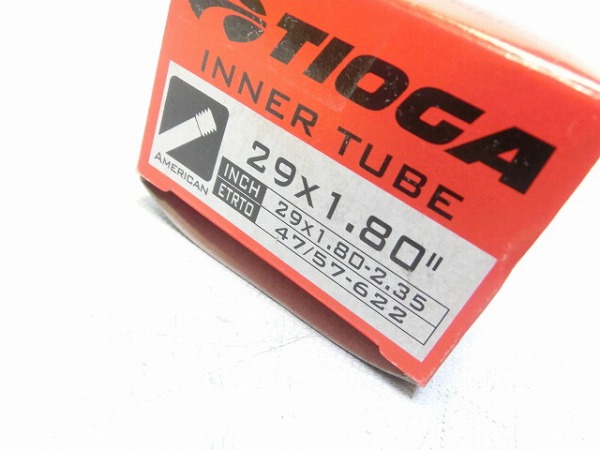 TIOGA
INNER TUBE
AMERICAN
29x1.80"
INCH 29x1.80-2.35
ETRTO 47/57-622